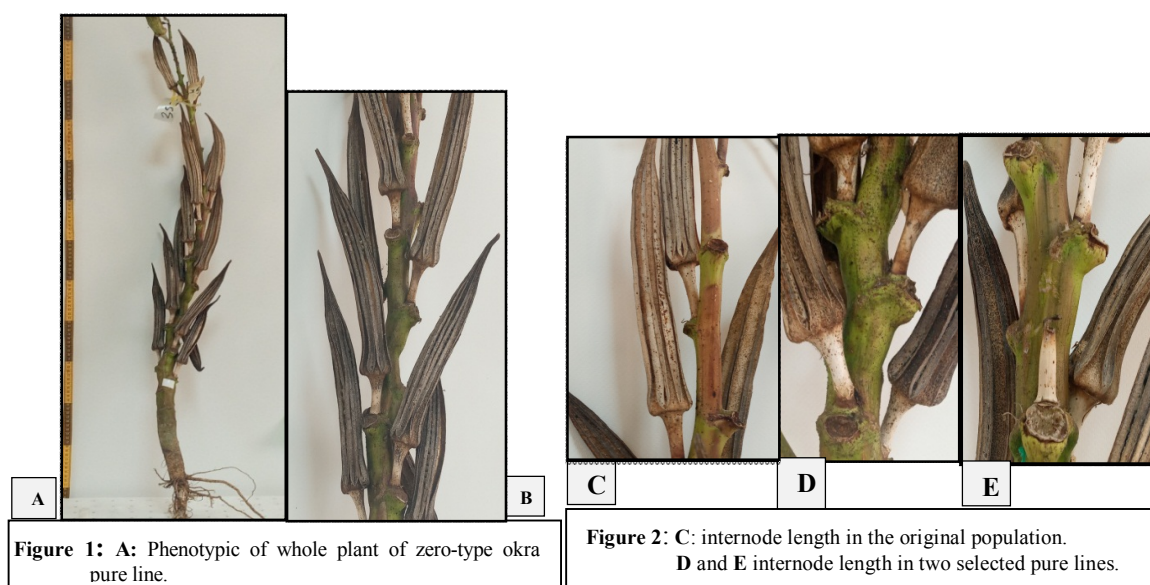 35
A
B
Figure 1: A: Phenotypic of whole plant of zero-type okra
pure line.
C
D
E
Figure 2: C: internode length in the original population.
D and E internode length in two selected pure lines.